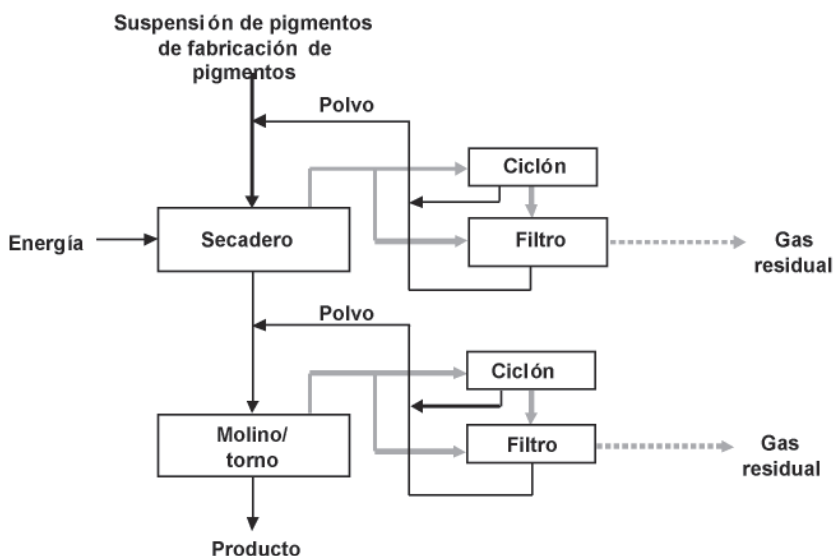 Suspensión de pigmentos
de fabricación de
pigmentos
Polvo
Ciclón
Energía
Secadero
Filtro
Gas
residual
Polvo
Ciclón
Molino/
torno
Filtro
Gas
residual
Producto